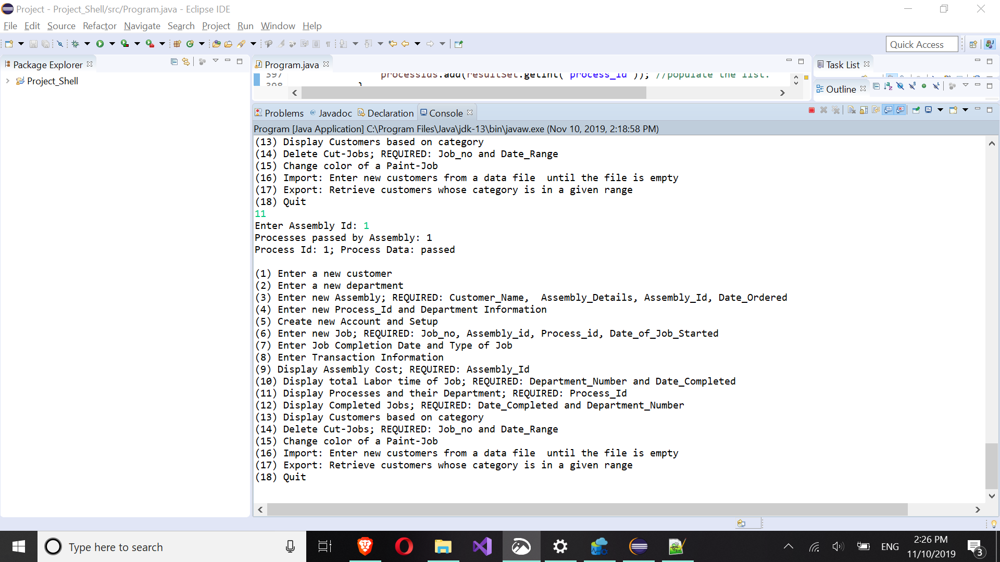 Project - Project_Shell/src/Program.java - Eclipse IDE
File Edit Source Refactor Navigate Search Project Run Window Help
Quick Access
Package Explorer
Project_Shell
Program.java
397 processIds.add(resultSet.getInt("process_id")); //populate the list.
398 }
Task List
Outline
Problems @ Javadoc Declaration Console
Program [Java Application] C:\Program Files\Java\jdk-13\bin\javaw.exe (Nov 10, 2019, 2:18:58 PM)
(13) Display Customers based on category
(14) Delete Cut-Jobs; REQUIRED: Job_no and Date_Range
(15) Change color of a Paint-Job
(16) Import: Enter new customers from a data file  until the file is empty
(17) Export: Retrieve customers whose category is in a given range
(18) Quit
11
Enter Assembly Id: 1
Processes passed by Assembly: 1
Process Id: 1; Process Data: passed
(1) Enter a new customer
(2) Enter a new department
(3) Enter new Assembly; REQUIRED: Customer_Name,  Assembly_Details, Assembly_Id, Date_Ordered
(4) Enter new Process_Id and Department Information
(5) Create new Account and Setup
(6) Enter new Job; REQUIRED: Job_no, Assembly_id, Process_id, Date_of_Job_Started
(7) Enter Job Completion Date and Type of Job
(8) Enter Transaction Information
(9) Display Assembly Cost; REQUIRED: Assembly_Id
(10) Display total Labor time of Job; REQUIRED: Department_Number and Date_Completed
(11) Display Processes and their Department; REQUIRED: Process_Id
(12) Display Completed Jobs; REQUIRED: Date_Completed and Department_Number
(13) Display Customers based on category
(14) Delete Cut-Jobs; REQUIRED: Job_no and Date_Range
(15) Change color of a Paint-Job
(16) Import: Enter new customers from a data file  until the file is empty
(17) Export: Retrieve customers whose category is in a given range
(18) Quit
Type here to search
ENG
2:26 PM
11/10/2019
3